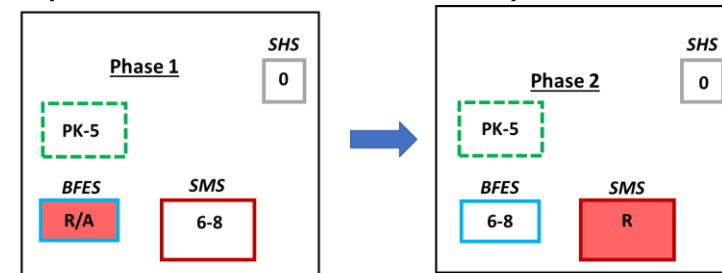 SHS
Phase 1
0
PK-5
BFES
SMS
R/A
6-8
SHS
Phase 2
0
PK-5
BFES
SMS
6-8
R